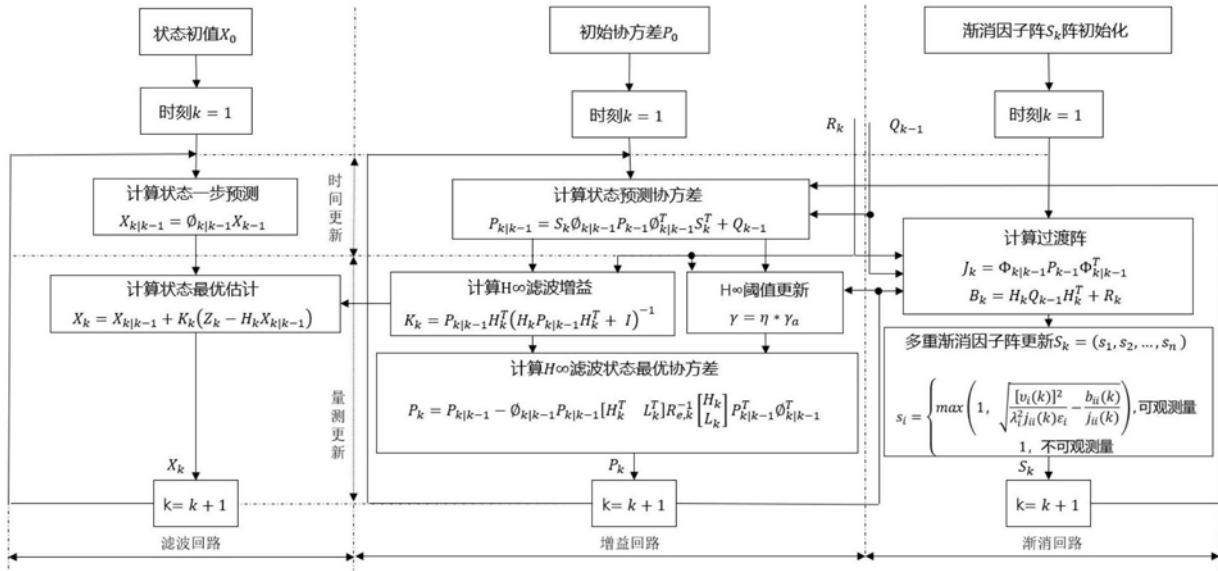 状态初值X₀
时刻k = 1
计算状态一步预测
X_{k|k−1} = ∅_{k|k−1}X_{k−1}
计算状态最优估计
X_k = X_{k|k−1} + K_k(Z_k − H_kX_{k|k−1})
X_k
k= k + 1
滤波回路
时间更新
量测更新
初始协方差P₀
时刻k = 1
计算状态预测协方差
P_{k|k−1} = S_k∅_{k|k−1}P_{k−1}∅^T_{k|k−1}S^T_k + Q_{k−1}
计算H∞滤波增益
K_k = P_{k|k−1}H^T_k(H_kP_{k|k−1}H^T_k + I)^{−1}
H∞阈值更新
γ = η * γ_a
计算H∞滤波状态最优协方差
P_k = P_{k|k−1} − ∅_{k|k−1}P_{k|k−1}[H^T_k L^T_k]R^{−1}_{e,k}[H_k L_k]P^T_{k|k−1}∅^T_{k|k−1}
P_k
k= k + 1
增益回路
R_k
Q_{k−1}
渐消因子阵S_k阵初始化
时刻k = 1
计算过渡阵
J_k = Φ_{k|k−1}P_{k−1}Φ^T_{k|k−1}
B_k = H_kQ_{k−1}H^T_k + R_k
多重渐消因子阵更新S_k = (s₁, s₂, ..., s_n)
s_i = { max(1, √([v_i(k)]²/(λ²_i j_{ii}(k)ε_i) − b_{ii}(k)/j_{ii}(k))), 可观测量
1, 不可观测量
S_k
k= k + 1
渐消回路